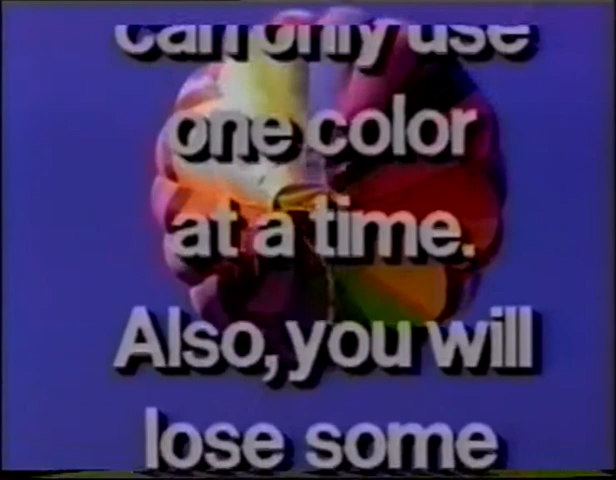 can only use
one color
at a time.
Also, you will
lose some